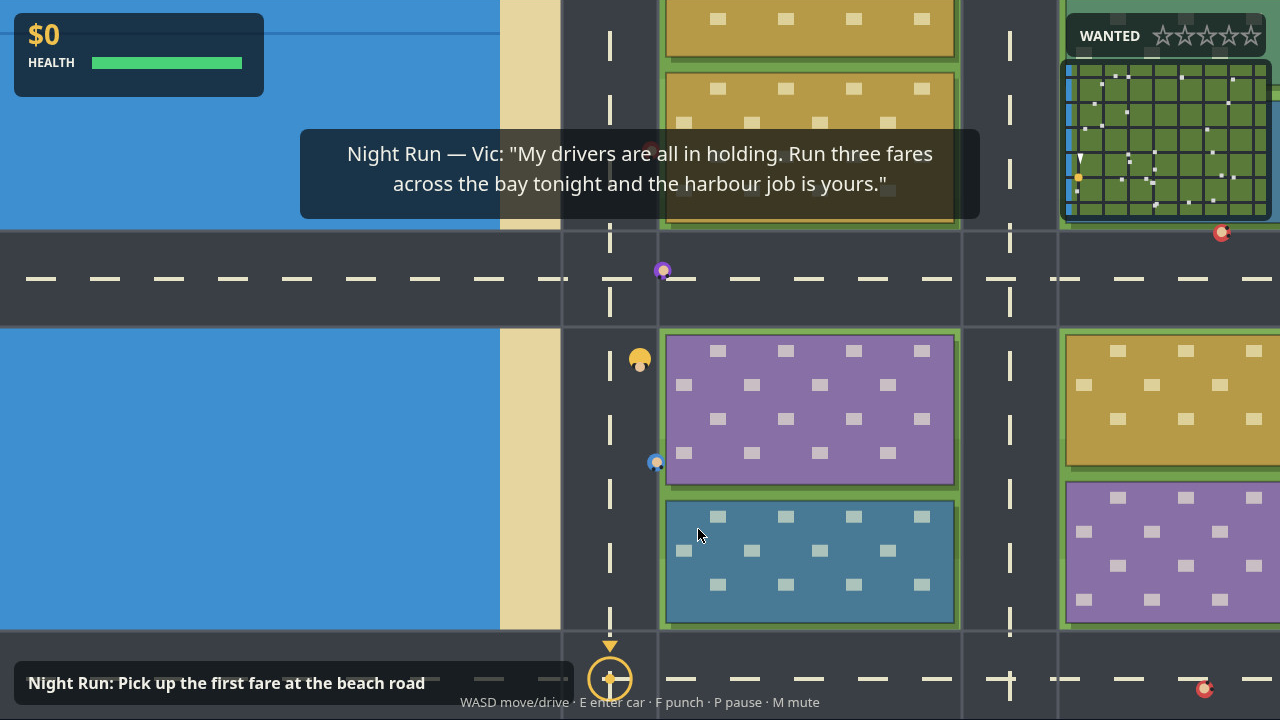 $0
HEALTH
WANTED
Night Run — Vic: "My drivers are all in holding. Run three fares
across the bay tonight and the harbour job is yours."
Night Run: Pick up the first fare at the beach road
WASD move/drive · E enter car · F punch · P pause · M mute